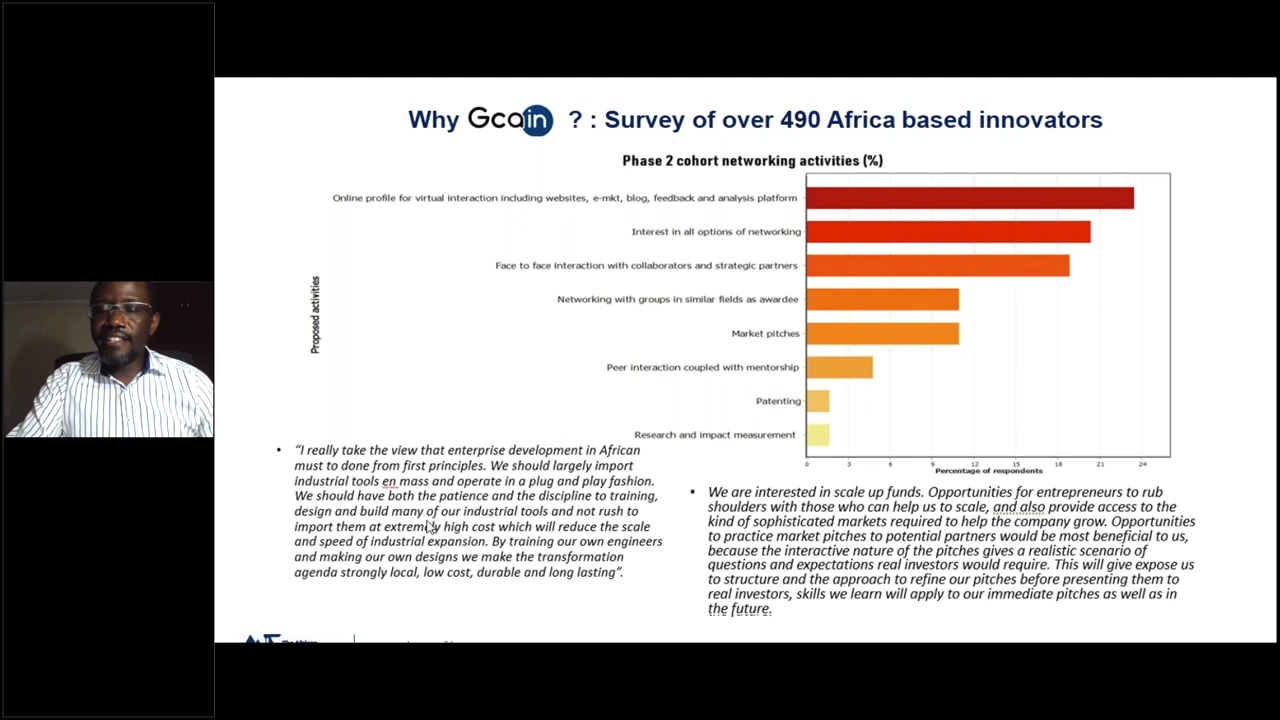 Why Gcain ? : Survey of over 490 Africa based innovators
Phase 2 cohort networking activities (%)
Proposed activities
Online profile for virtual interaction including websites, e-mkt, blog, feedback and analysis platform
Interest in all options of networking
Face to face interaction with collaborators and strategic partners
Networking with groups in similar fields as awardee
Market pitches
Peer interaction coupled with mentorship
Patenting
Research and impact measurement
0 3 6 9 12 15 18 21 24
Percentage of respondents
• “I really take the view that enterprise development in African
must to done from first principles. We should largely import
industrial tools en mass and operate in a plug and play fashion.
We should have both the patience and the discipline to training,
design and build many of our industrial tools and not rush to
import them at extremely high cost which will reduce the scale
and speed of industrial expansion. By training our own engineers
and making our own designs we make the transformation
agenda strongly local, low cost, durable and long lasting”.
• We are interested in scale up funds. Opportunities for entrepreneurs to rub
shoulders with those who can help us to scale, and also provide access to the
kind of sophisticated markets required to help the company grow. Opportunities
to practice market pitches to potential partners would be most beneficial to us,
because the interactive nature of the pitches gives a realistic scenario of
questions and expectations real investors would require. This will give expose us
to structure and the approach to refine our pitches before presenting them to
real investors, skills we learn will apply to our immediate pitches as well as in
the future.